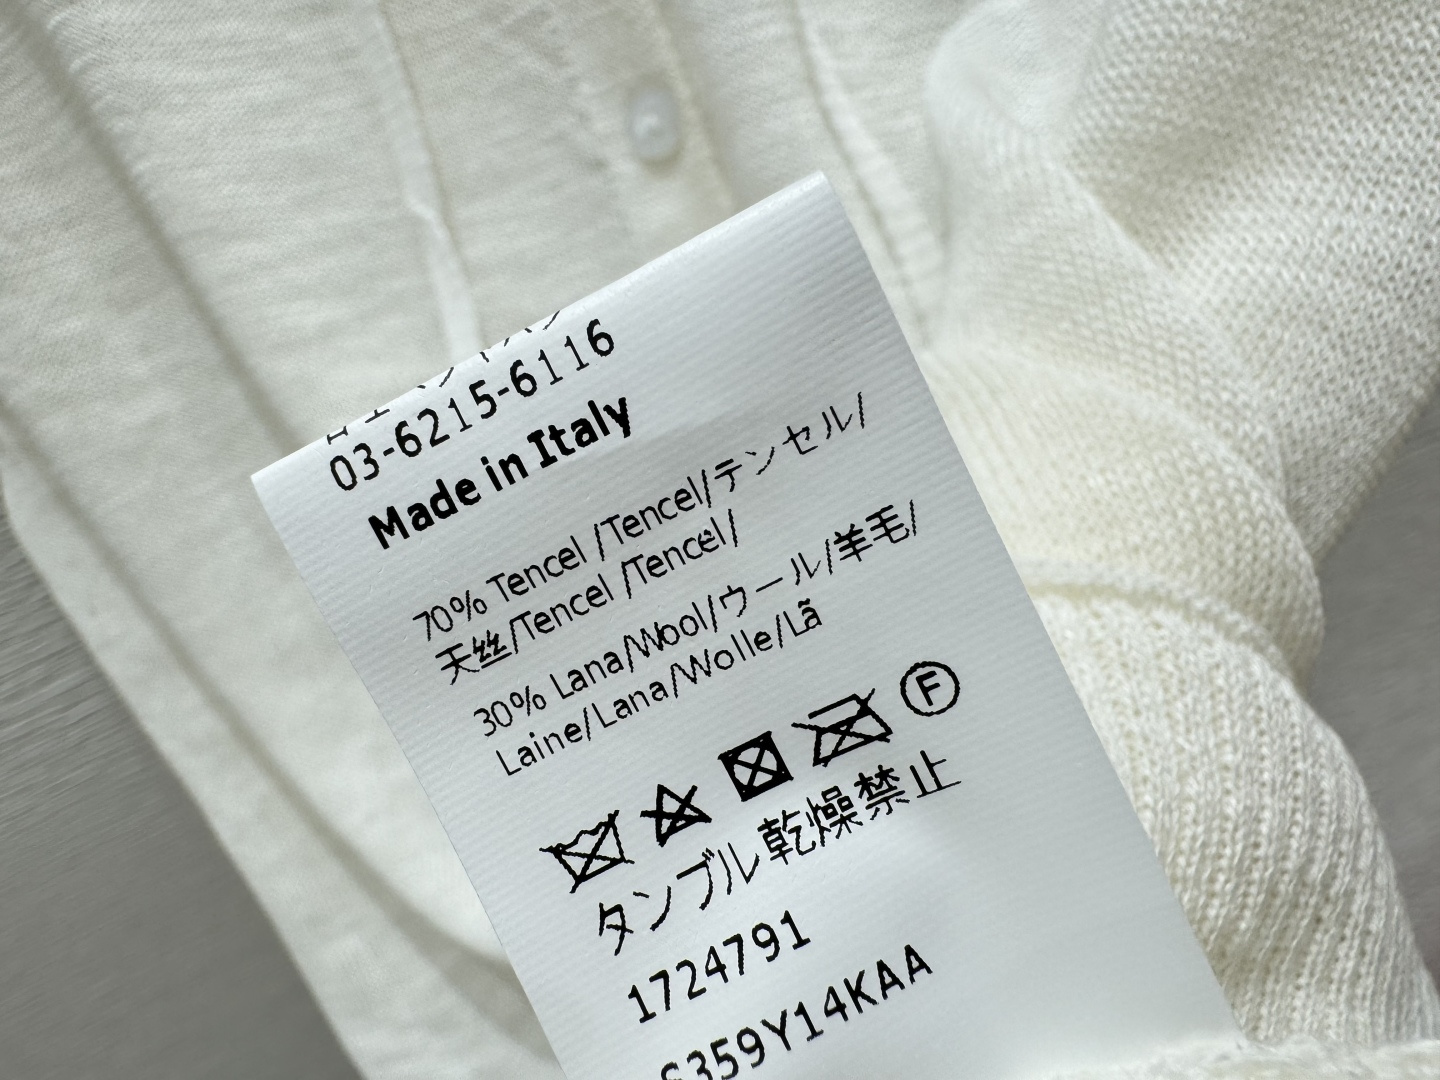 03-6215-6116
Made in Italy
70% Tencel /Tencel/テンセル/
天丝/Tencel /Tencel/
30% Lana/Wool/ウール/羊毛/
Laine/Lana/Wolle/Lã
F
タンブル乾燥禁止
1724791
S359Y14KAA